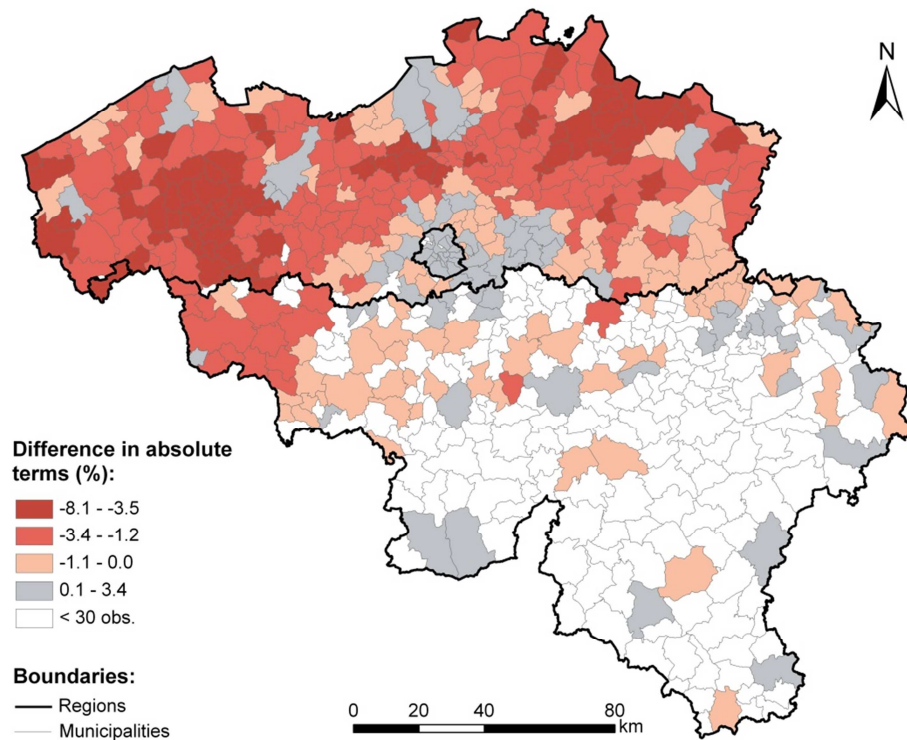 N
Difference in absolute
terms (%):
-8.1 - -3.5
-3.4 - -1.2
-1.1 - 0.0
0.1 - 3.4
< 30 obs.
Boundaries:
Regions
Municipalities
0 20 40 80
km